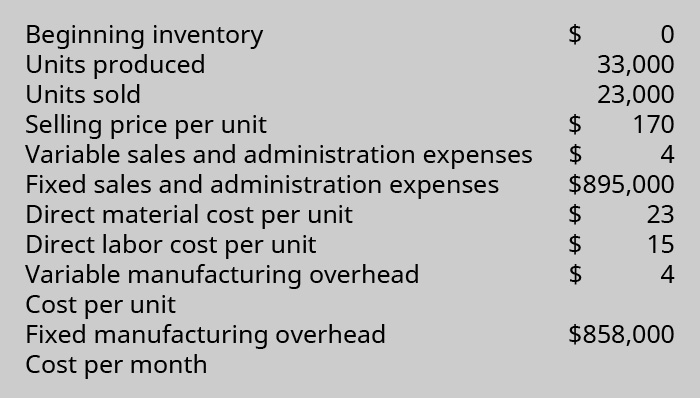 Beginning inventory $ 0
Units produced 33,000
Units sold 23,000
Selling price per unit $ 170
Variable sales and administration expenses $ 4
Fixed sales and administration expenses $895,000
Direct material cost per unit $ 23
Direct labor cost per unit $ 15
Variable manufacturing overhead $ 4
Cost per unit
Fixed manufacturing overhead $858,000
Cost per month